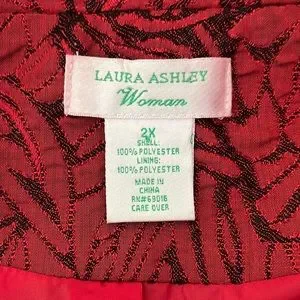 LAURA ASHLEY
Woman
2X
SHELL:
100% POLYESTER
LINING:
100% POLYESTER
MADE IN
CHINA
RN#69016
CARE OVER